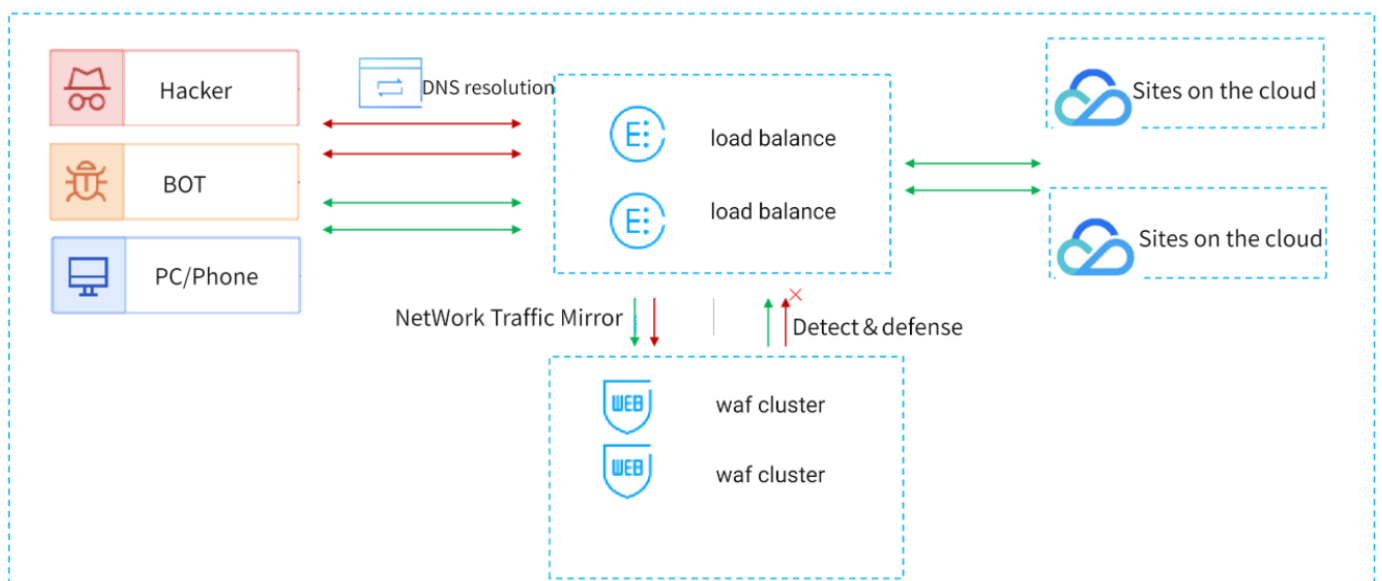 Hacker
DNS resolution
BOT
PC/Phone
E
load balance
E
load balance
Sites on the cloud
Sites on the cloud
NetWork Traffic Mirror
Detect & defense
WEB
waf cluster
WEB
waf cluster